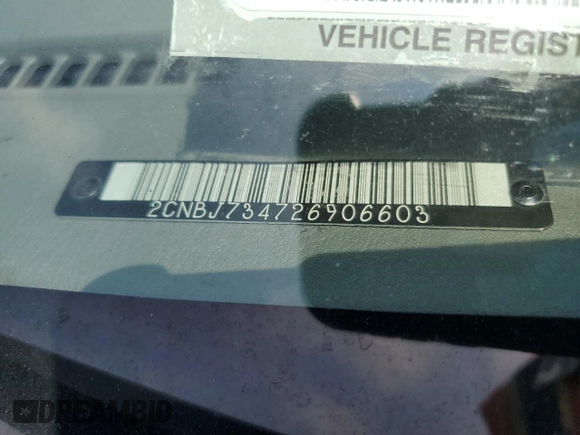 VEHICLE REGIST
2CNBJ734726906603
DREAMBID